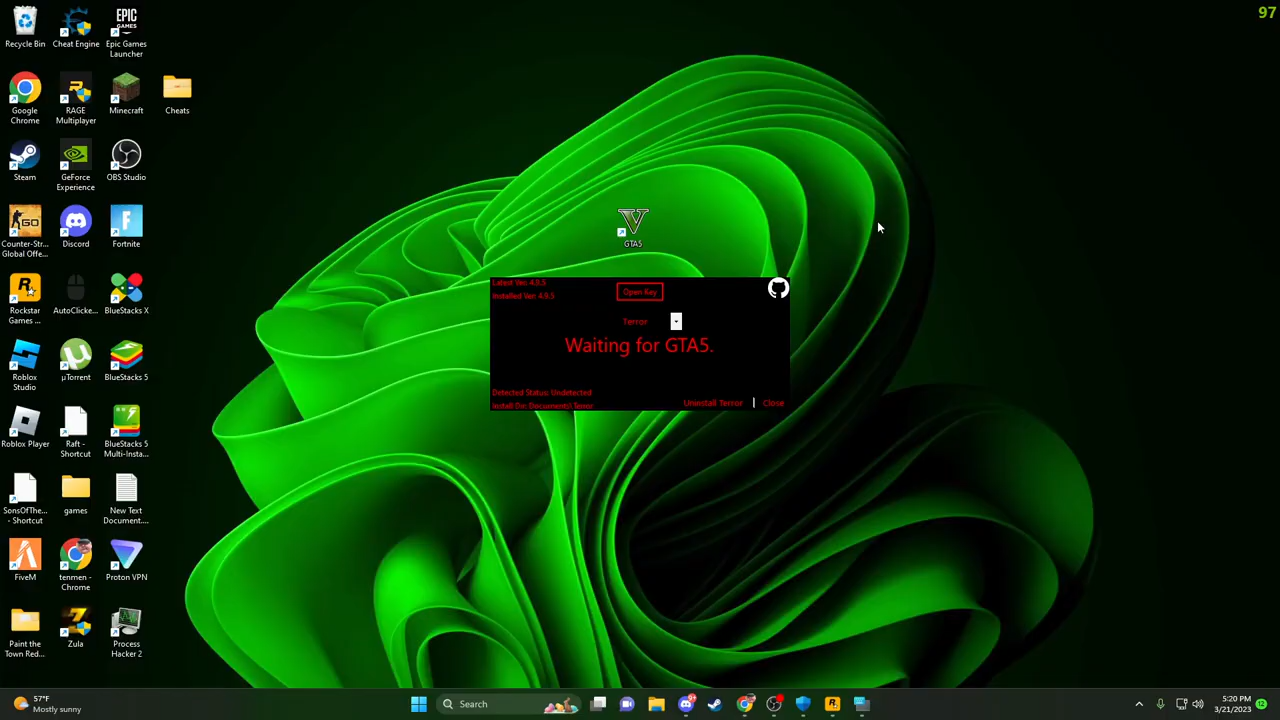 97
Recycle Bin
Cheat Engine
EPIC
GAMES
Epic Games
Launcher
Google
Chrome
RAGE
Multiplayer
Minecraft
Cheats
Steam
GeForce
Experience
OBS Studio
GO
Counter-Str...
Global Offe...
Discord
Fortnite
Rockstar
Games ...
AutoClicke...
BlueStacks X
Roblox
Studio
µTorrent
BlueStacks 5
Roblox Player
Raft -
Shortcut
BlueStacks 5
Multi-Insta...
SonsOfThe...
- Shortcut
games
New Text
Document....
FiveM
tenmen -
Chrome
Proton VPN
Paint the
Town Red...
Zula
Process
Hacker 2
GTA5
Latest Ver: 4.9.5
Installed Ver: 4.9.5
Open Key
Terror
Waiting for GTA5.
Detected Status: Undetected
Install Dir: Documents\Terror
Uninstall Terror | Close
57°F
Mostly sunny
Search
5:20 PM
3/21/2023
12